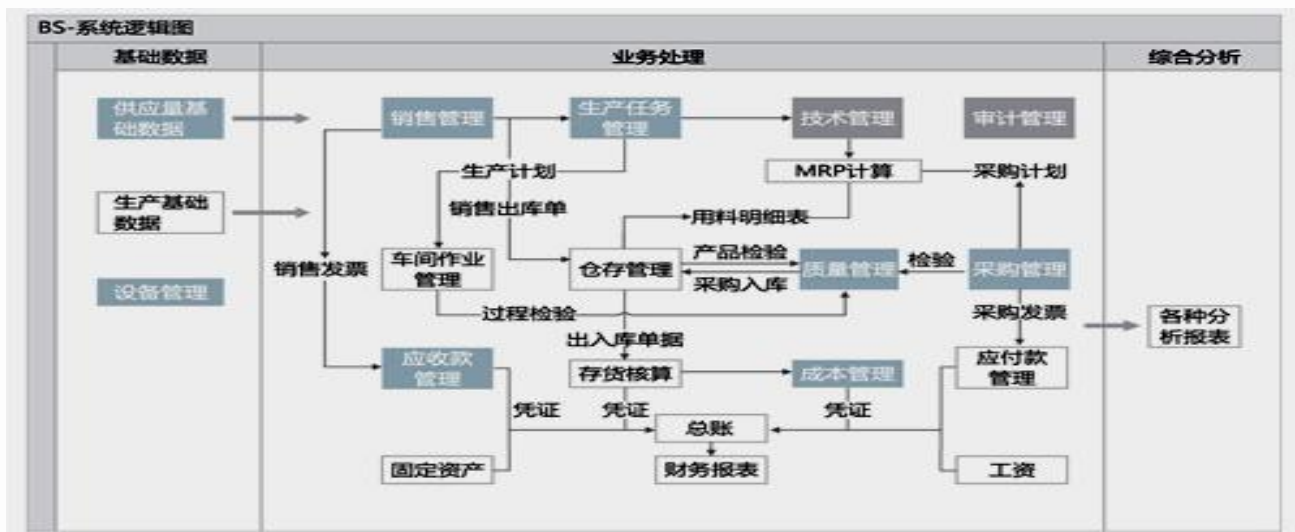 BS-系统逻辑图
基础数据
业务处理
综合分析
供应量基
础数据
销售管理
生产任务
管理
技术管理
审计管理
生产计划
MRP计算
采购计划
生产基础
数据
销售出库单
用料明细表
销售发票
车间作业
管理
仓存管理
产品检验
采购入库
质量管理
检验
采购管理
设备管理
过程检验
采购发票
各种分
析报表
出入库单据
应收款
管理
存货核算
成本管理
应付款
管理
凭证
凭证
凭证
总账
固定资产
财务报表
工资